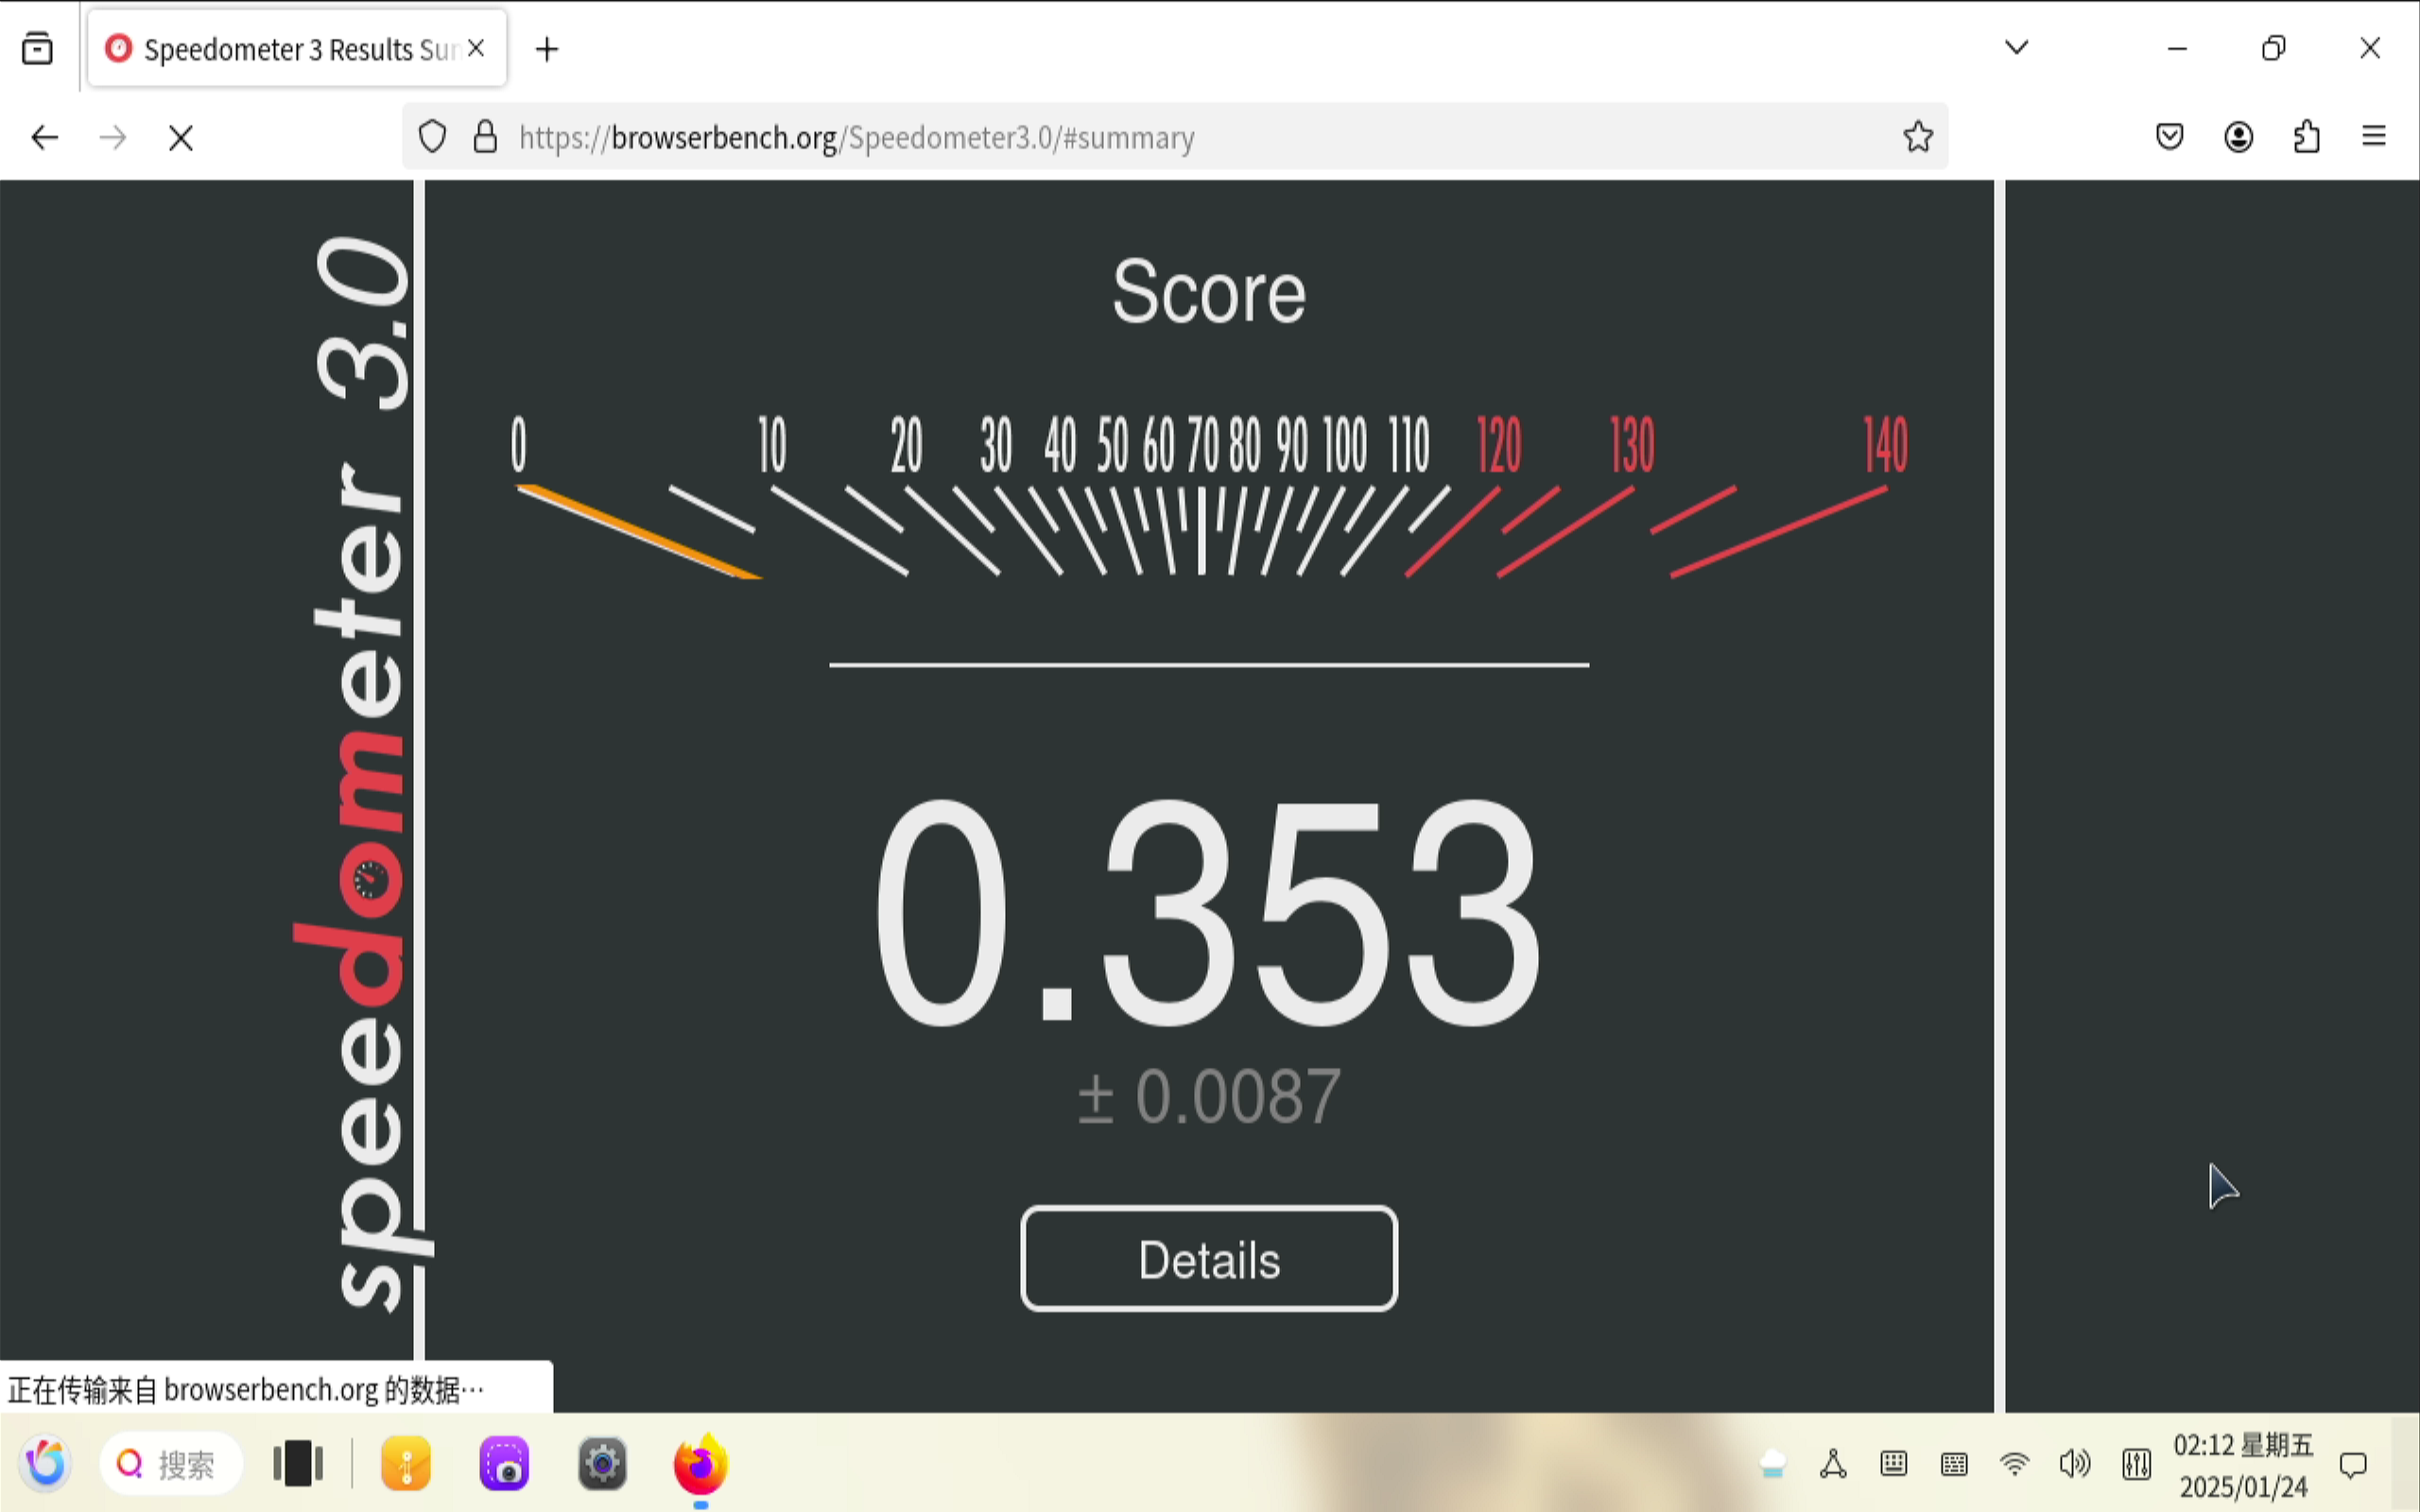 Speedometer 3 Results Sum
https://browserbench.org/Speedometer3.0/#summary
speedometer 3.0
Score
0 10 20 30 40 50 60 70 80 90 100 110 120 130 140
0.353
± 0.0087
Details
正在传输来自 browserbench.org 的数据…
搜索
02:12 星期五
2025/01/24